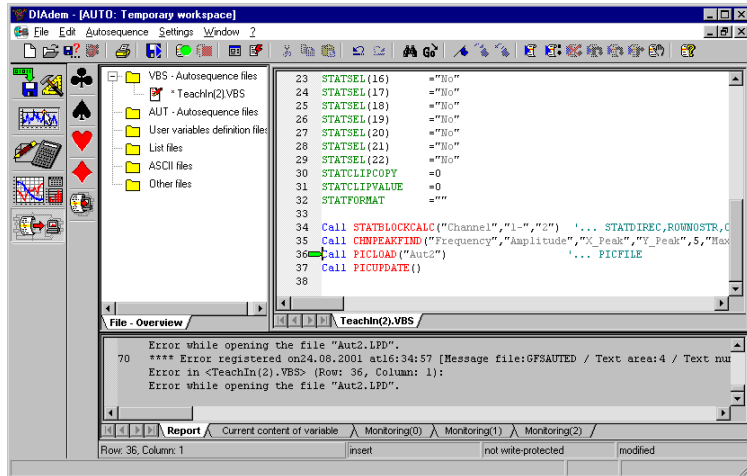 DIAdem - [AUTO: Temporary workspace]
File Edit Autosequence Settings Window ?
VBS - Autosequence files
* TeachIn(2).VBS
AUT - Autosequence files
User variables definition files
List files
ASCII files
Other files
File - Overview
23 STATSEL(16) ="No"
24 STATSEL(17) ="No"
25 STATSEL(18) ="No"
26 STATSEL(19) ="No"
27 STATSEL(20) ="No"
28 STATSEL(21) ="No"
29 STATSEL(22) ="No"
30 STATCLIPCOPY =0
31 STATCLIPVALUE =0
32 STATFORMAT =""
33
34 Call STATBLOCKCALC("Channel","1-","2") '... STATDIREC,ROWNOSTR,C
35 Call CHNPEAKFIND("Frequency","Amplitude","X_Peak","Y_Peak",5,"Max
36 Call PICLOAD("Aut2") '... PICFILE
37 Call PICUPDATE()
38
TeachIn(2).VBS
Error while opening the file "Aut2.LPD".
70 **** Error registered on24.08.2001 at16:34:57 [Message file:GFSAUTED / Text area:4 / Text num
Error in <TeachIn(2).VBS> (Row: 36, Column: 1):
Error while opening the file "Aut2.LPD".
Report Current content of variable Monitoring(0) Monitoring(1) Monitoring(2)
Row: 36, Column: 1 insert not write-protected modified